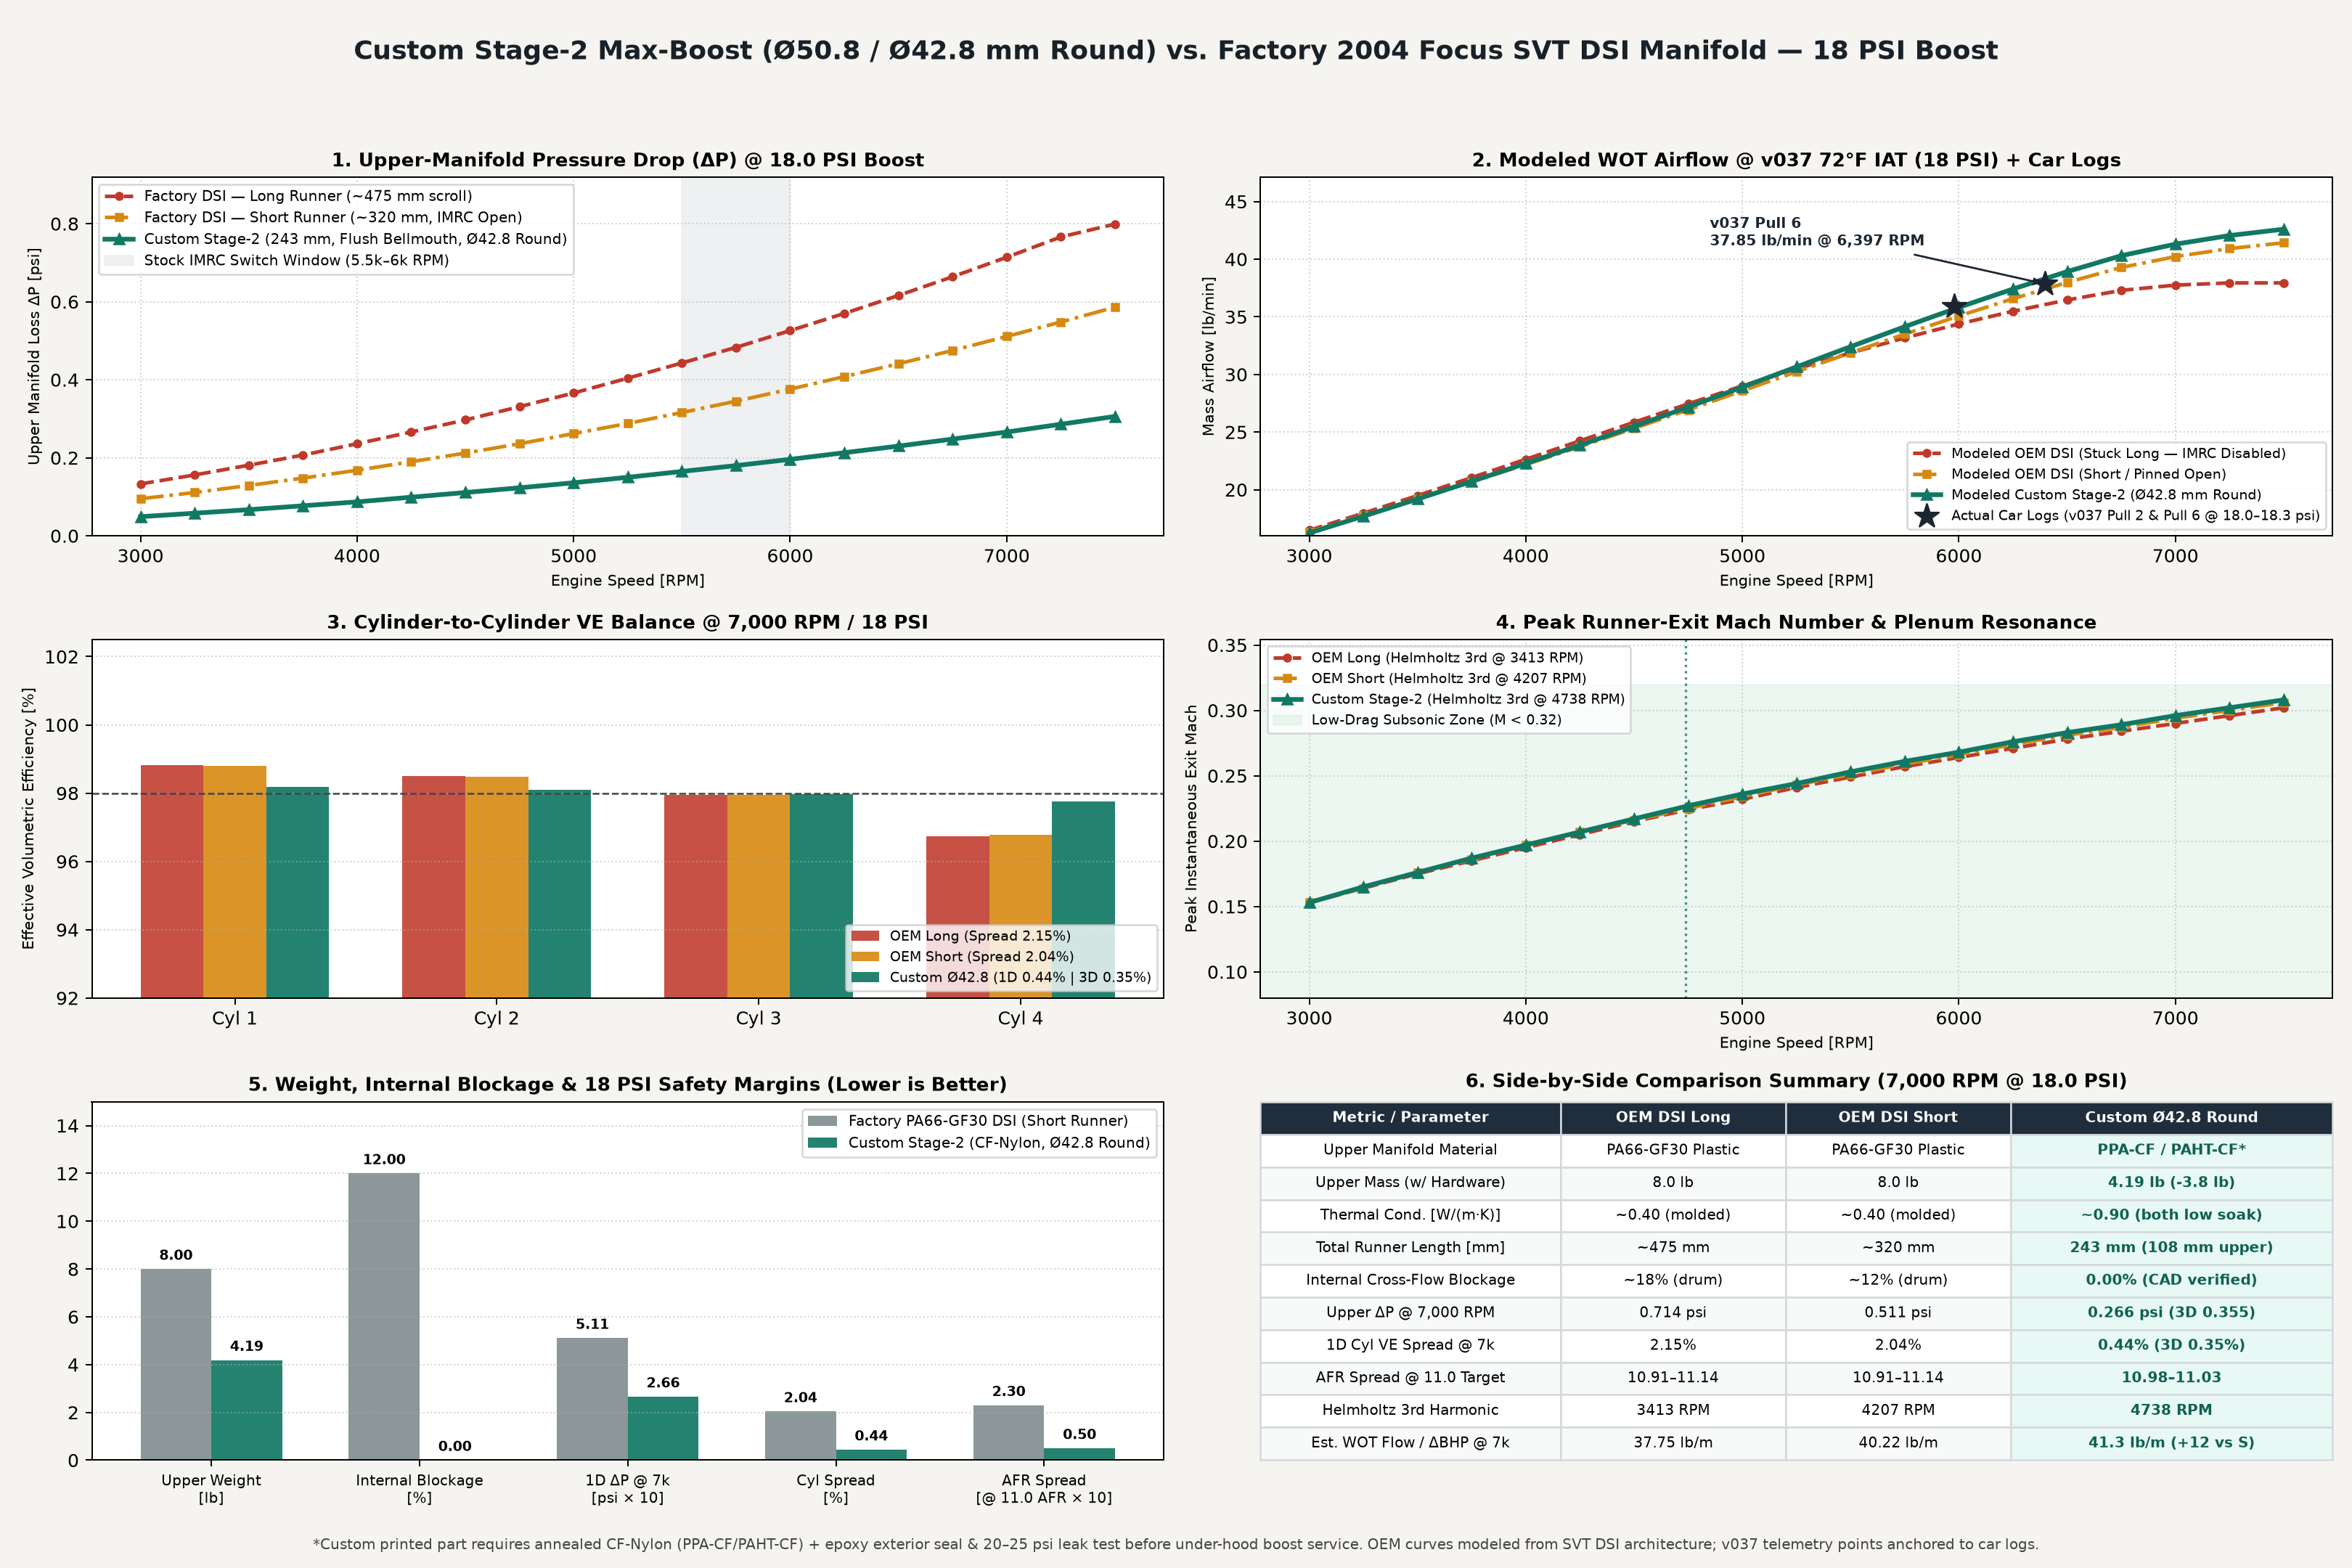 Custom Stage-2 Max-Boost (Ø50.8 / Ø42.8 mm Round) vs. Factory 2004 Focus SVT DSI Manifold — 18 PSI Boost
1. Upper-Manifold Pressure Drop (ΔP) @ 18.0 PSI Boost
Upper Manifold Loss ΔP [psi]
0.8
0.6
0.4
0.2
0.0
Factory DSI — Long Runner (~475 mm scroll)
Factory DSI — Short Runner (~320 mm, IMRC Open)
Custom Stage-2 (243 mm, Flush Bellmouth, Ø42.8 Round)
Stock IMRC Switch Window (5.5k–6k RPM)
3000 4000 5000 6000 7000
Engine Speed [RPM]
2. Modeled WOT Airflow @ v037 72°F IAT (18 PSI) + Car Logs
Mass Airflow [lb/min]
45
40
35
30
25
20
v037 Pull 6
37.85 lb/min @ 6,397 RPM
Modeled OEM DSI (Stuck Long — IMRC Disabled)
Modeled OEM DSI (Short / Pinned Open)
Modeled Custom Stage-2 (Ø42.8 mm Round)
Actual Car Logs (v037 Pull 2 & Pull 6 @ 18.0–18.3 psi)
3000 4000 5000 6000 7000
Engine Speed [RPM]
3. Cylinder-to-Cylinder VE Balance @ 7,000 RPM / 18 PSI
Effective Volumetric Efficiency [%]
102
100
98
96
94
92
OEM Long (Spread 2.15%)
OEM Short (Spread 2.04%)
Custom Ø42.8 (1D 0.44% | 3D 0.35%)
Cyl 1 Cyl 2 Cyl 3 Cyl 4
4. Peak Runner-Exit Mach Number & Plenum Resonance
Peak Instantaneous Exit Mach
0.35
0.30
0.25
0.20
0.15
0.10
OEM Long (Helmholtz 3rd @ 3413 RPM)
OEM Short (Helmholtz 3rd @ 4207 RPM)
Custom Stage-2 (Helmholtz 3rd @ 4738 RPM)
Low-Drag Subsonic Zone (M < 0.32)
3000 4000 5000 6000 7000
Engine Speed [RPM]
5. Weight, Internal Blockage & 18 PSI Safety Margins (Lower is Better)
14
12
10
8
6
4
2
0
Factory PA66-GF30 DSI (Short Runner)
Custom Stage-2 (CF-Nylon, Ø42.8 Round)
8.00 4.19 12.00 0.00 5.11 2.66 2.04 0.44 2.30 0.50
Upper Weight Internal Blockage 1D ΔP @ 7k Cyl Spread AFR Spread
[lb] [%] [psi × 10] [%] [@ 11.0 AFR × 10]
6. Side-by-Side Comparison Summary (7,000 RPM @ 18.0 PSI)
Metric / Parameter OEM DSI Long OEM DSI Short Custom Ø42.8 Round
Upper Manifold Material PA66-GF30 Plastic PA66-GF30 Plastic PPA-CF / PAHT-CF*
Upper Mass (w/ Hardware) 8.0 lb 8.0 lb 4.19 lb (-3.8 lb)
Thermal Cond. [W/(m·K)] ~0.40 (molded) ~0.40 (molded) ~0.90 (both low soak)
Total Runner Length [mm] ~475 mm ~320 mm 243 mm (108 mm upper)
Internal Cross-Flow Blockage ~18% (drum) ~12% (drum) 0.00% (CAD verified)
Upper ΔP @ 7,000 RPM 0.714 psi 0.511 psi 0.266 psi (3D 0.355)
1D Cyl VE Spread @ 7k 2.15% 2.04% 0.44% (3D 0.35%)
AFR Spread @ 11.0 Target 10.91–11.14 10.91–11.14 10.98–11.03
Helmholtz 3rd Harmonic 3413 RPM 4207 RPM 4738 RPM
Est. WOT Flow / ΔBHP @ 7k 37.75 lb/m 40.22 lb/m 41.3 lb/m (+12 vs S)
*Custom printed part requires annealed CF-Nylon (PPA-CF/PAHT-CF) + epoxy exterior seal & 20–25 psi leak test before under-hood boost service. OEM curves modeled from SVT DSI architecture; v037 telemetry points anchored to car logs.